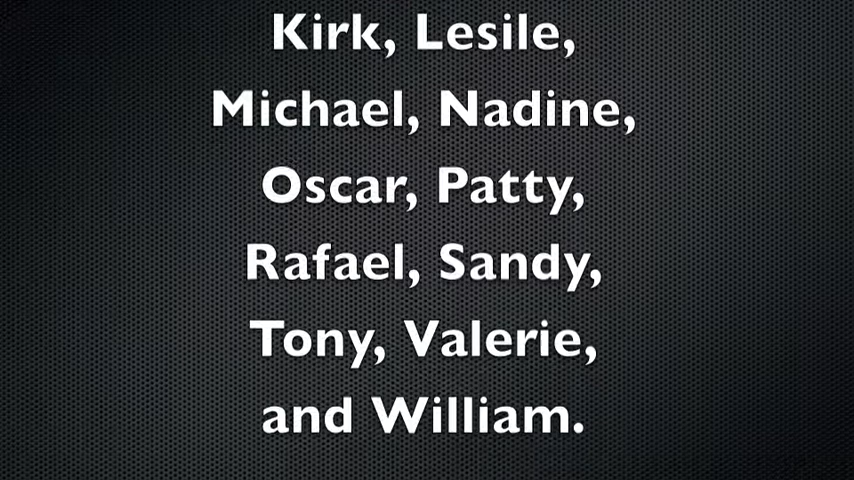 Kirk, Lesile,
Michael, Nadine,
Oscar, Patty,
Rafael, Sandy,
Tony, Valerie,
and William.